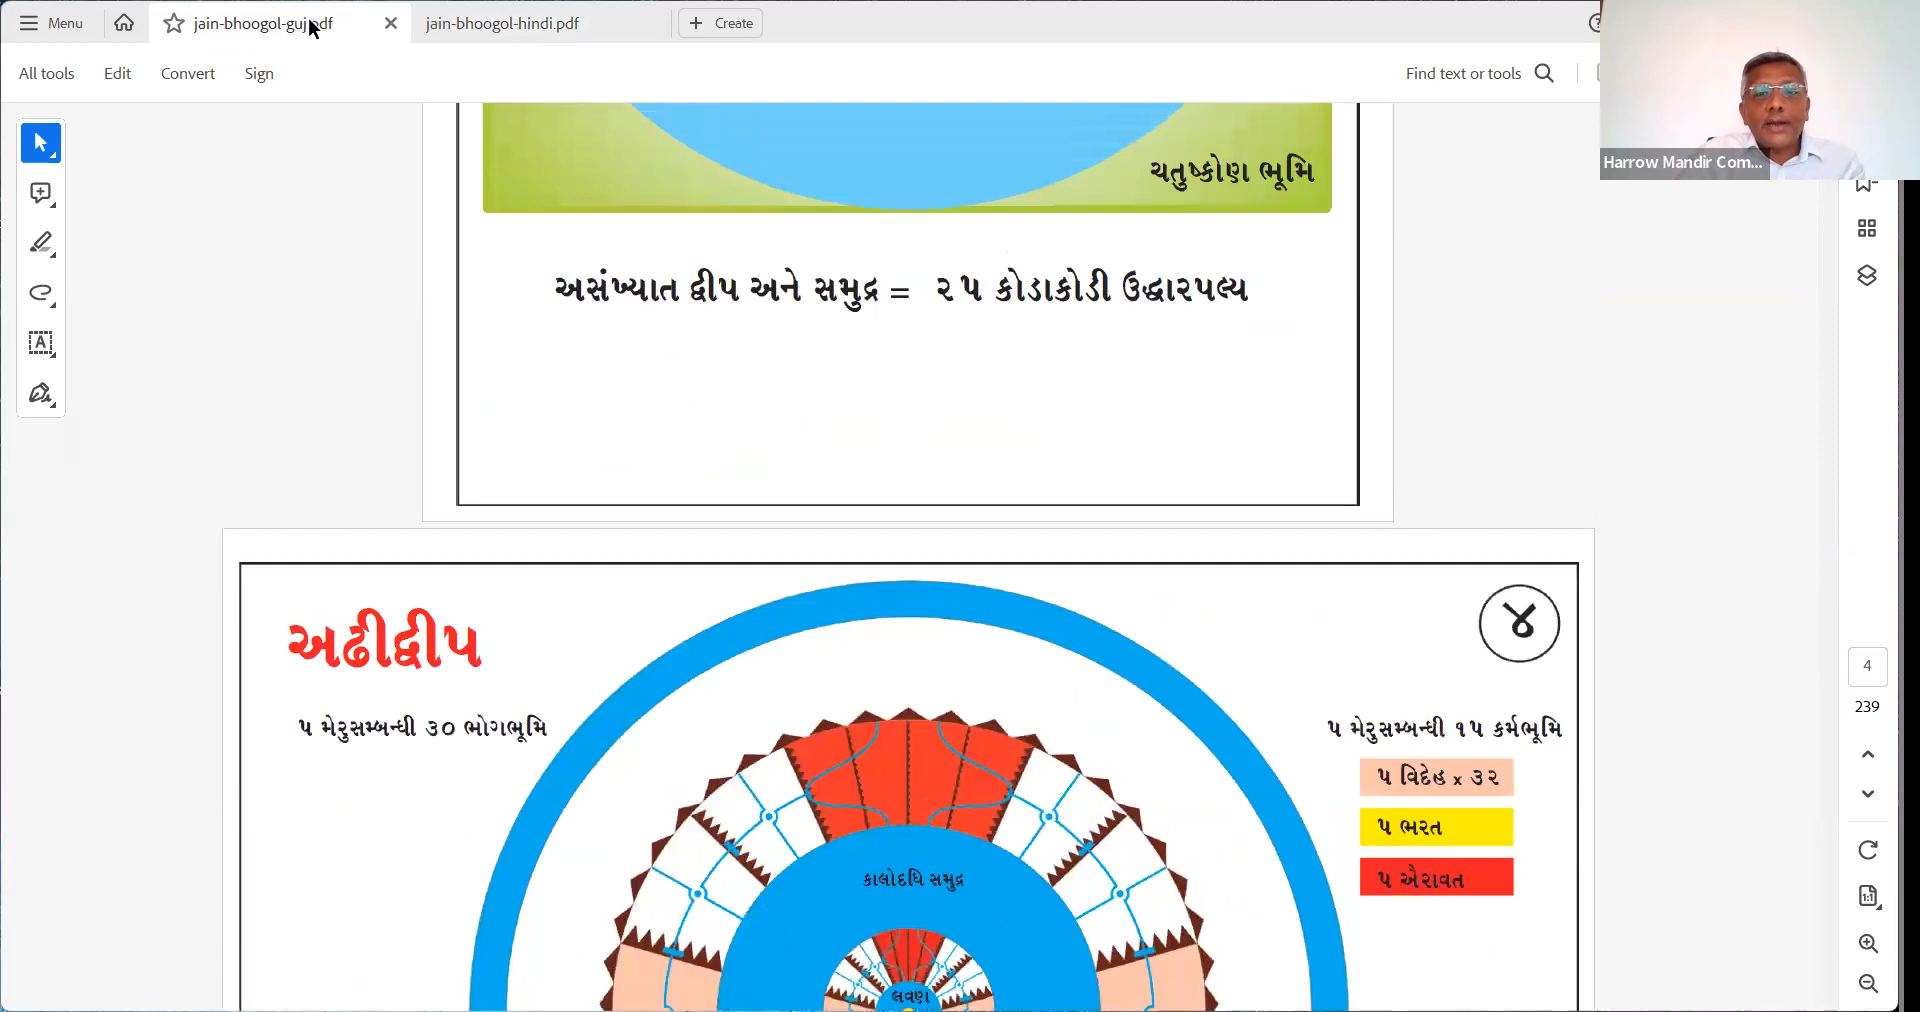 Menu
jain-bhoogol-guj.pdf
jain-bhoogol-hindi.pdf
Create
All tools
Edit
Convert
Sign
Find text or tools
Harrow Mandir Com...
ચતુષ્કોણ ભૂમિ
અસંખ્યાત દ્વીપ અને સમુદ્ર = ૨૫ કોડાકોડી ઉદ્ધારપલ્ય
અઢીદ્વીપ
૪
૫ મેરુસમ્બન્ધી ૩૦ ભોગભૂમિ
૫ મેરુસમ્બન્ધી ૧૫ કર્મભૂમિ
૫ વિદેહ x ૩૨
૫ ભરત
૫ એરાવત
કાલોદધિ સમુદ્ર
લવણ
4
239